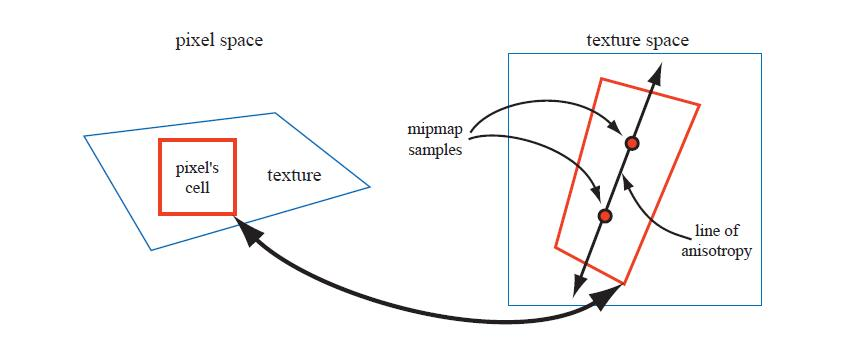 pixel space
pixel's
cell
texture
texture space
mipmap
samples
line of
anisotropy